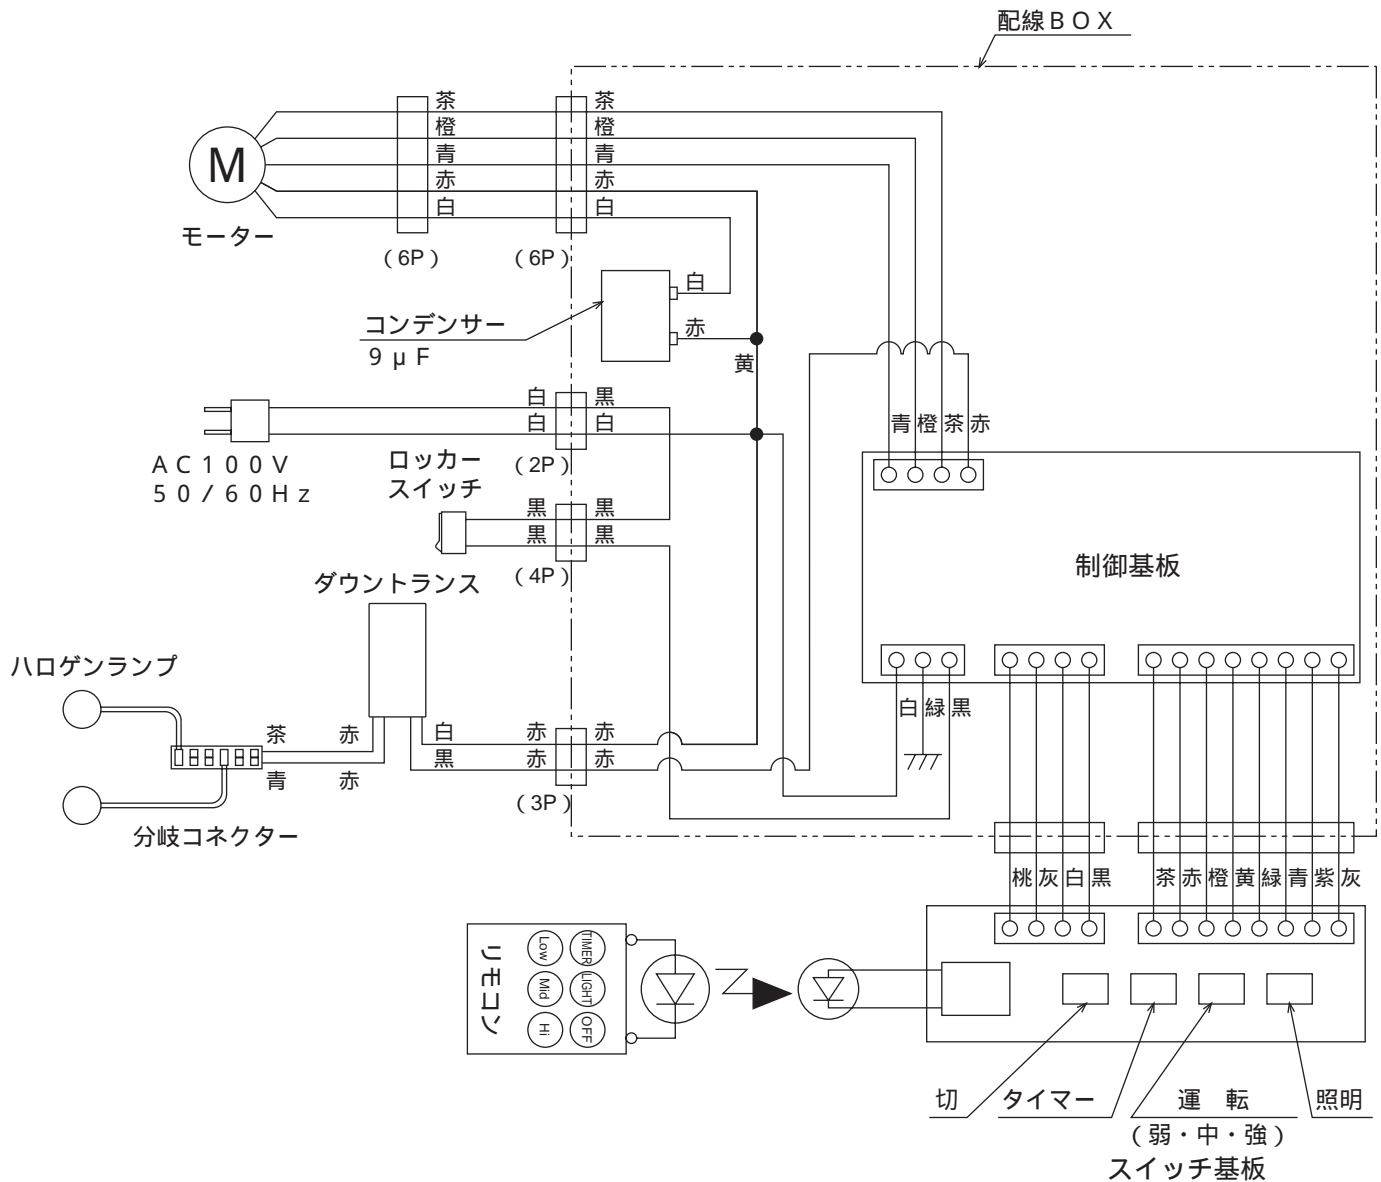 配線ＢＯＸ
茶 茶
橙 橙
青 青
赤 赤
白 白
M
モーター
(6P) (6P)
白
コンデンサー
９μＦ
赤
黄
白 黒
白 白
青 橙 茶 赤
ＡＣ１００Ｖ
５０/６０Ｈｚ
ロッカー
スイッチ
(2P)
黒 黒
黒 黒
(4P)
制御基板
ダウントランス
ハロゲンランプ
白 緑 黒
茶 赤 白 赤 赤
黒 赤 赤
青 赤
(3P)
分岐コネクター
桃 灰 白 黒 茶 赤 橙 黄 緑 青 紫 灰
リモコン
Low TIMER
Mid LIGHT
Hi OFF
切 タイマー 運　転 照明
(弱・中・強)
スイッチ基板